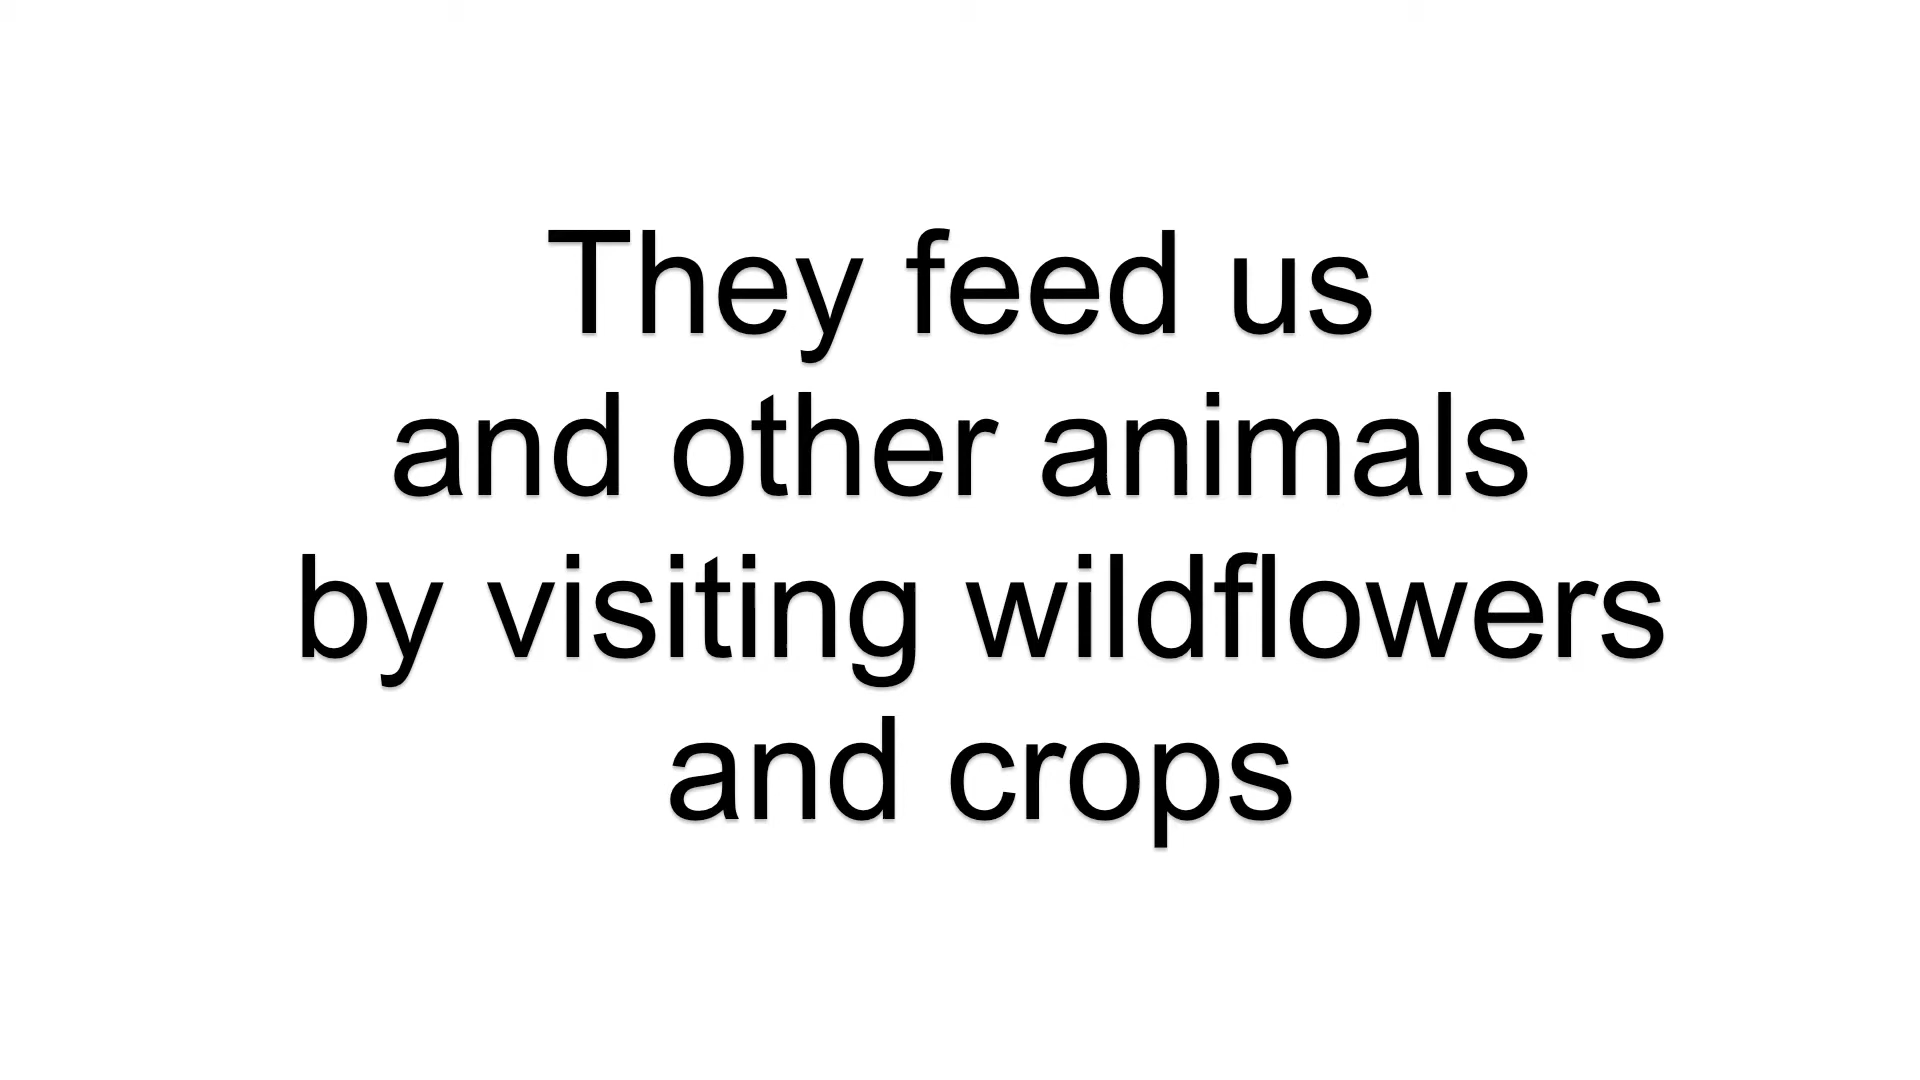 They feed us
and other animals
by visiting wildflowers
and crops